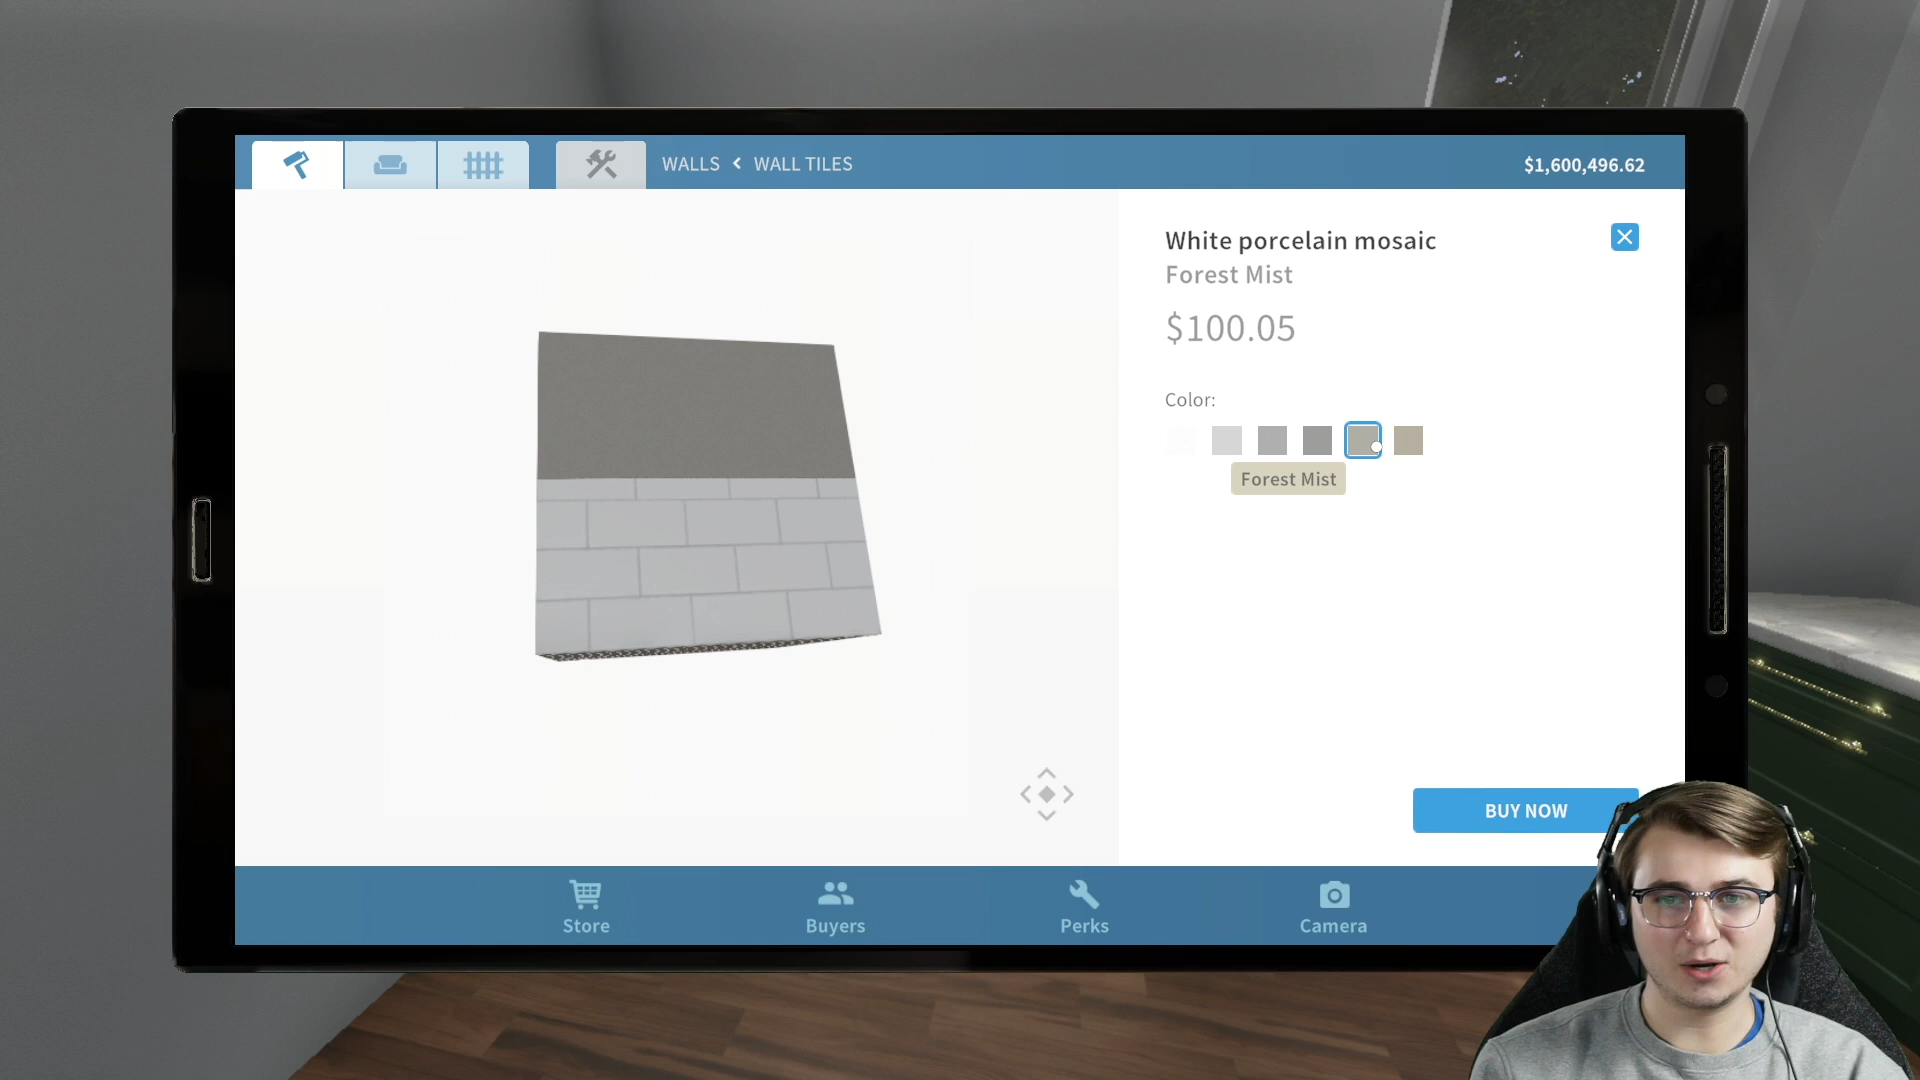 WALLS < WALL TILES
$1,600,496.62
White porcelain mosaic
Forest Mist
$100.05
Color:
Forest Mist
BUY NOW
Store
Buyers
Perks
Camera